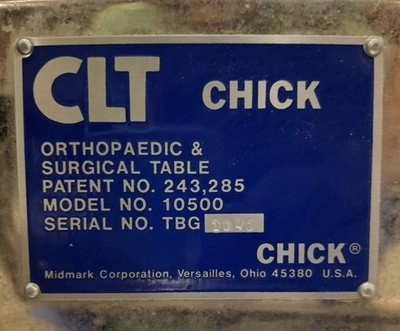 CLT CHICK
ORTHOPAEDIC &
SURGICAL TABLE
PATENT NO. 243,285
MODEL NO. 10500
SERIAL NO. TBG
CHICK®
Midmark Corporation, Versailles, Ohio 45380 U.S.A.